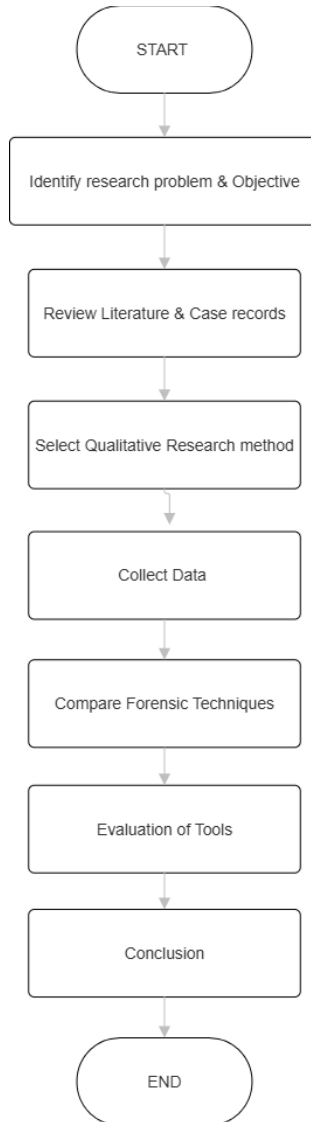 START
Identify research problem & Objective
Review Literature & Case records
Select Qualitative Research method
Collect Data
Compare Forensic Techniques
Evaluation of Tools
Conclusion
END